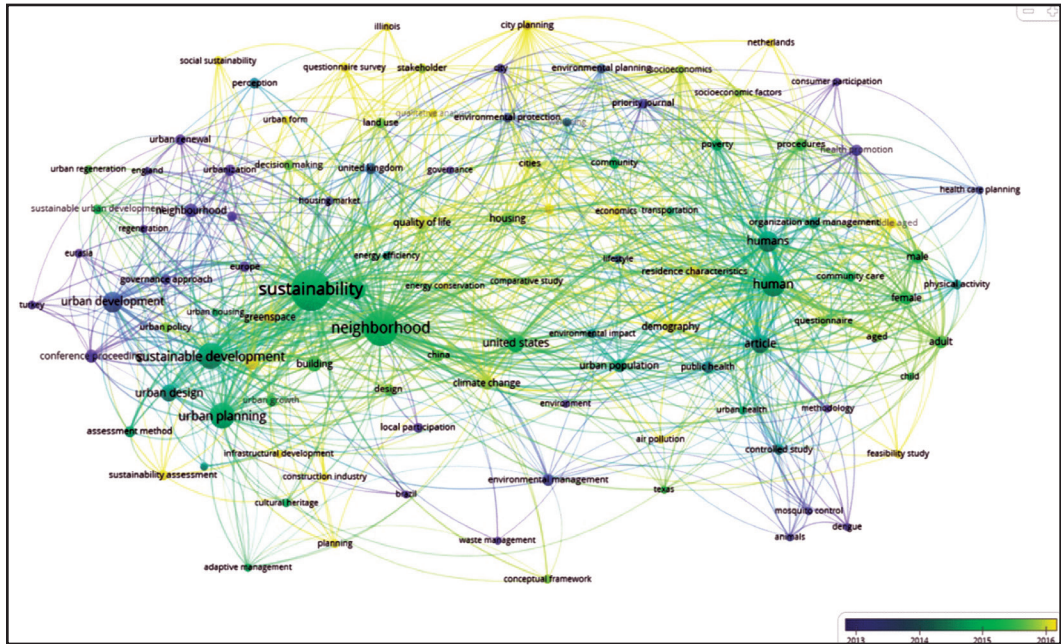 illinois
city planning
netherlands
social sustainability
questionnaire survey
stakeholder
city
environmental planning
socioeconomics
perception
consumer participation
socioeconomic factors
priority journal
qualitative analysis
urban form
land use
environmental protection
urban renewal
poverty
procedures
health promotion
urban regeneration
england
urbanization
decision making
united kingdom
governance
cities
community
health care planning
housing market
sustainable urban development
neighbourhood
quality of life
housing
economics
transportation
organization and management
regeneration
humans
eurasia
energy efficiency
lifestyle
male
governance approach
europe
residence characteristics
community care
physical activity
sustainability
energy conservation
comparative study
human
turkey
urban development
urban housing
greenspace
female
urban policy
neighborhood
environmental impact
demography
questionnaire
united states
article
aged
adult
conference proceeding
sustainable development
building
china
urban population
public health
child
climate change
urban design
design
urban growth
environment
urban health
methodology
urban planning
assessment method
local participation
air pollution
infrastructural development
controlled study
feasibility study
sustainability assessment
construction industry
environmental management
texas
brazil
cultural heritage
mosquito control
dengue
animals
planning
waste management
adaptive management
conceptual framework
2013 2014 2015 2016